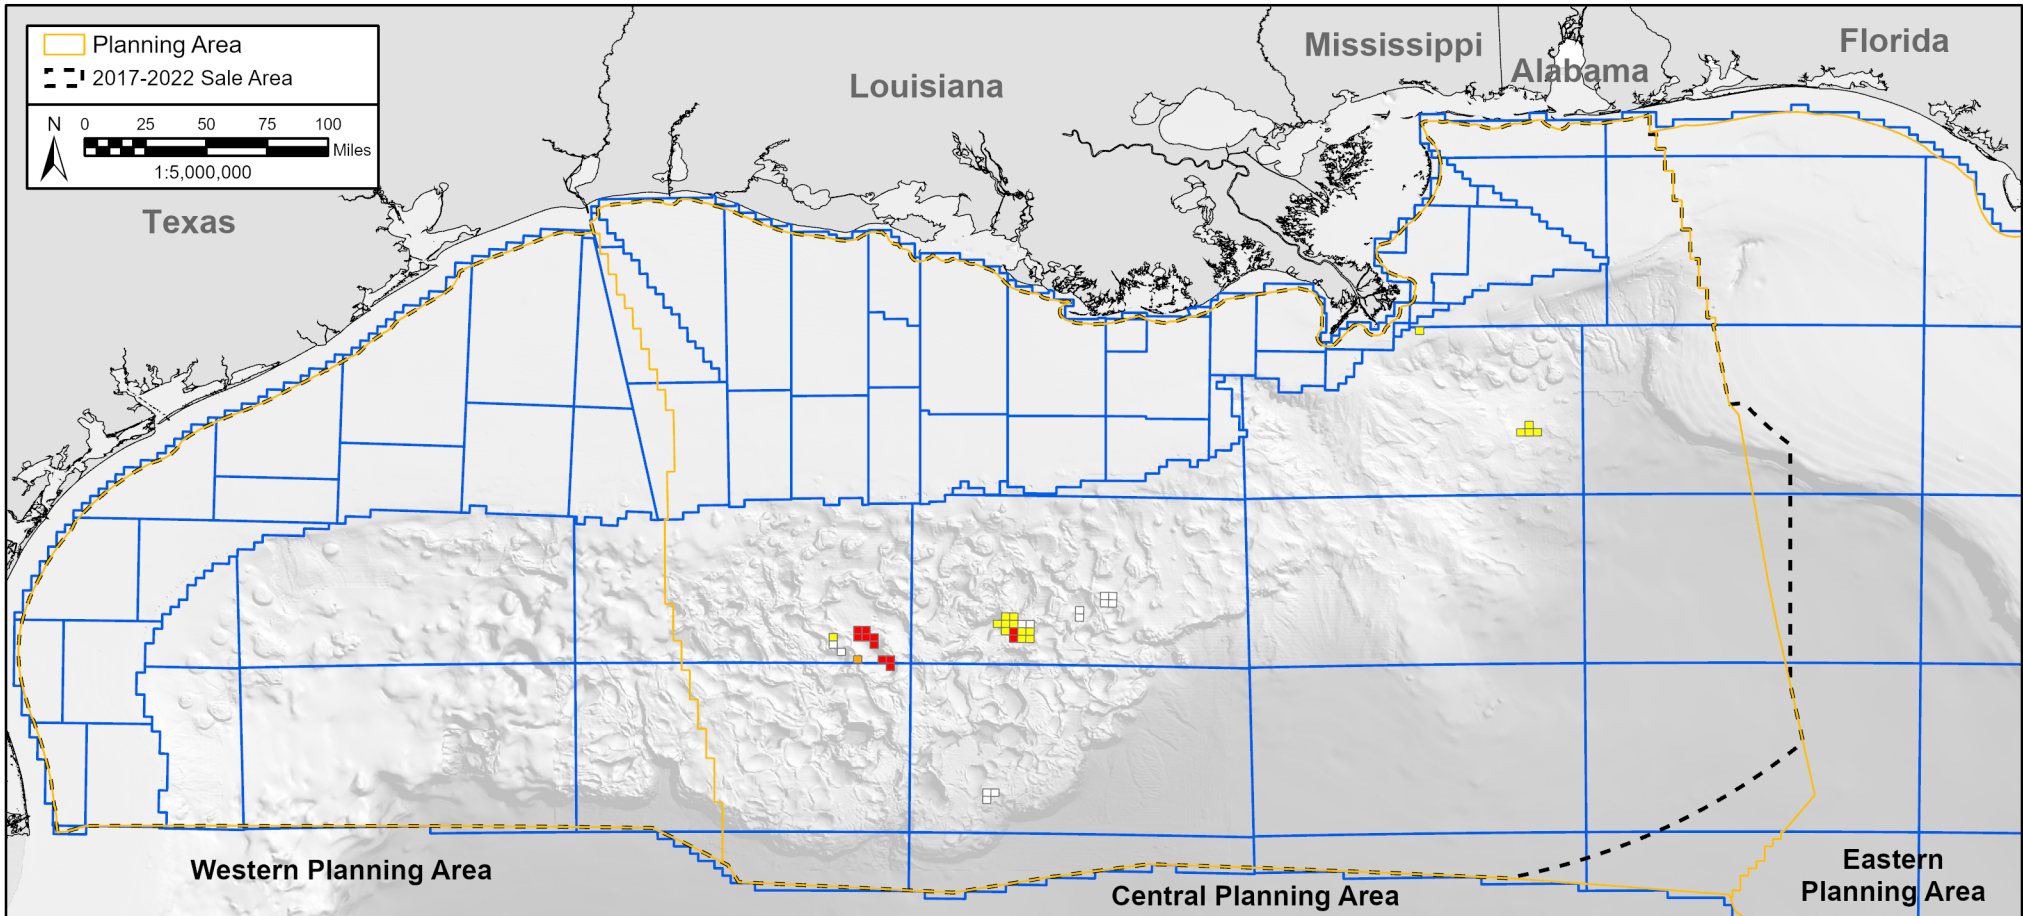 Planning Area
2017-2022 Sale Area
N 0 25 50 75 100
Miles
1:5,000,000
Texas
Louisiana
Mississippi
Alabama
Florida
Western Planning Area
Central Planning Area
Eastern
Planning Area